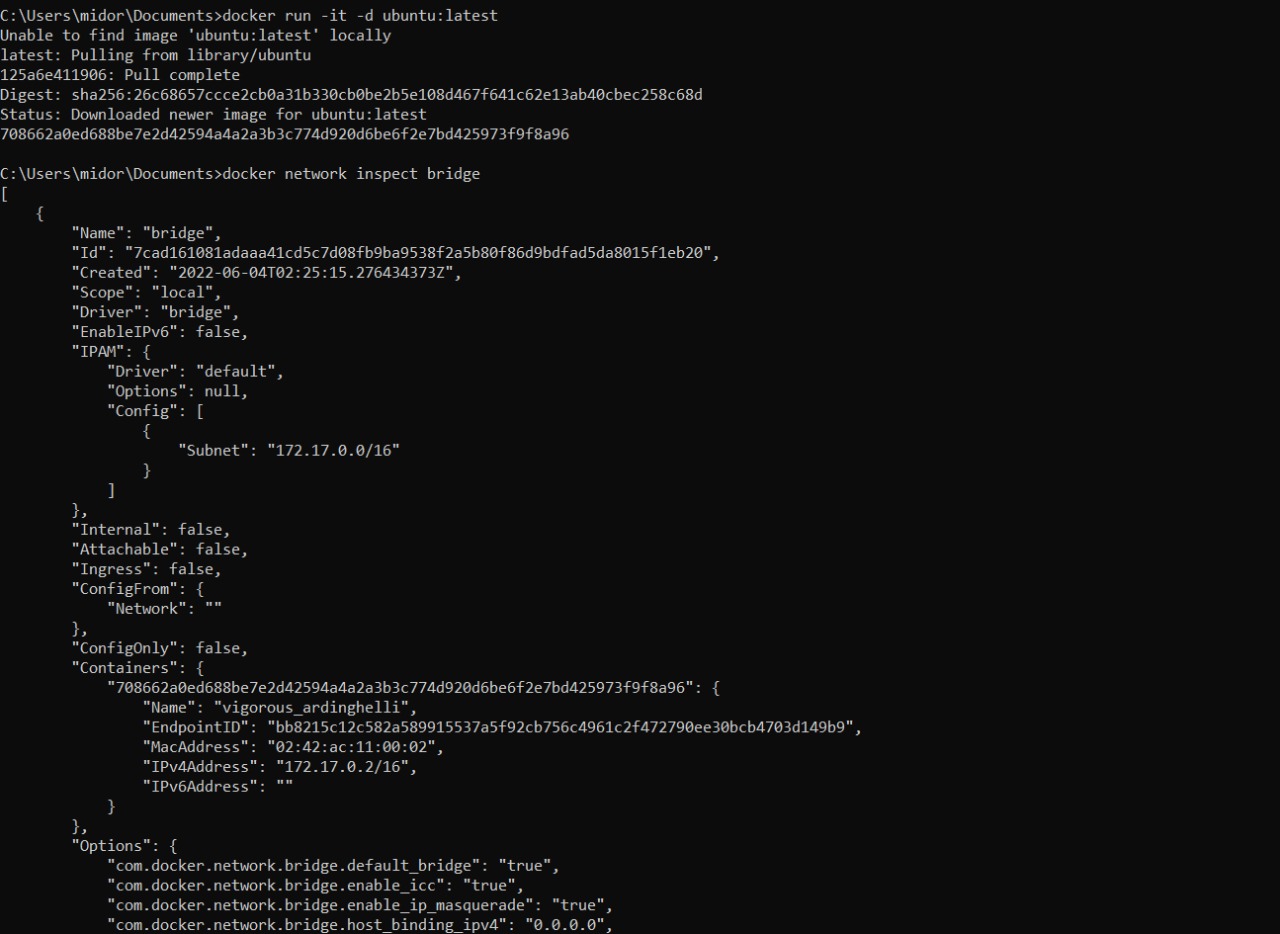 C:\Users\midor\Documents>docker run -it -d ubuntu:latest
Unable to find image 'ubuntu:latest' locally
latest: Pulling from library/ubuntu
125a6e411906: Pull complete
Digest: sha256:26c68657ccce2cb0a31b330cb0be2b5e108d467f641c62e13ab40cbec258c68d
Status: Downloaded newer image for ubuntu:latest
708662a0ed688be7e2d42594a4a2a3b3c774d920d6be6f2e7bd425973f9f8a96
C:\Users\midor\Documents>docker network inspect bridge
[
    {
        "Name": "bridge",
        "Id": "7cad161081adaaa41cd5c7d08fb9ba9538f2a5b80f86d9bdfad5da8015f1eb20",
        "Created": "2022-06-04T02:25:15.276434373Z",
        "Scope": "local",
        "Driver": "bridge",
        "EnableIPv6": false,
        "IPAM": {
            "Driver": "default",
            "Options": null,
            "Config": [
                {
                    "Subnet": "172.17.0.0/16"
                }
            ]
        },
        "Internal": false,
        "Attachable": false,
        "Ingress": false,
        "ConfigFrom": {
            "Network": ""
        },
        "ConfigOnly": false,
        "Containers": {
            "708662a0ed688be7e2d42594a4a2a3b3c774d920d6be6f2e7bd425973f9f8a96": {
                "Name": "vigorous_ardinghelli",
                "EndpointID": "bb8215c12c582a589915537a5f92cb756c4961c2f472790ee30bcb4703d149b9",
                "MacAddress": "02:42:ac:11:00:02",
                "IPv4Address": "172.17.0.2/16",
                "IPv6Address": ""
            }
        },
        "Options": {
            "com.docker.network.bridge.default_bridge": "true",
            "com.docker.network.bridge.enable_icc": "true",
            "com.docker.network.bridge.enable_ip_masquerade": "true",
            "com.docker.network.bridge.host_binding_ipv4": "0.0.0.0",